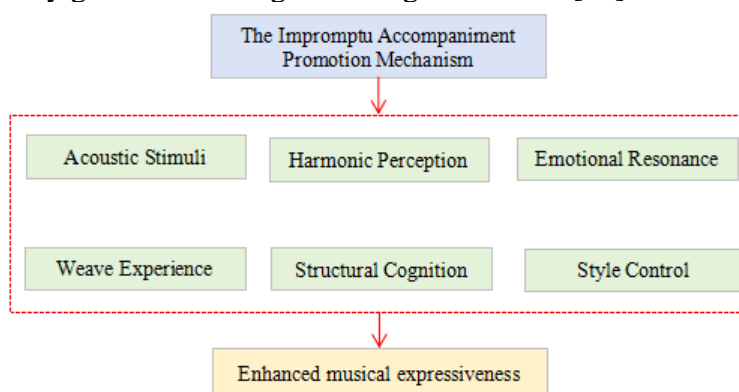 The Impromptu Accompaniment
Promotion Mechanism
Acoustic Stimuli
Harmonic Perception
Emotional Resonance
Weave Experience
Structural Cognition
Style Control
Enhanced musical expressiveness